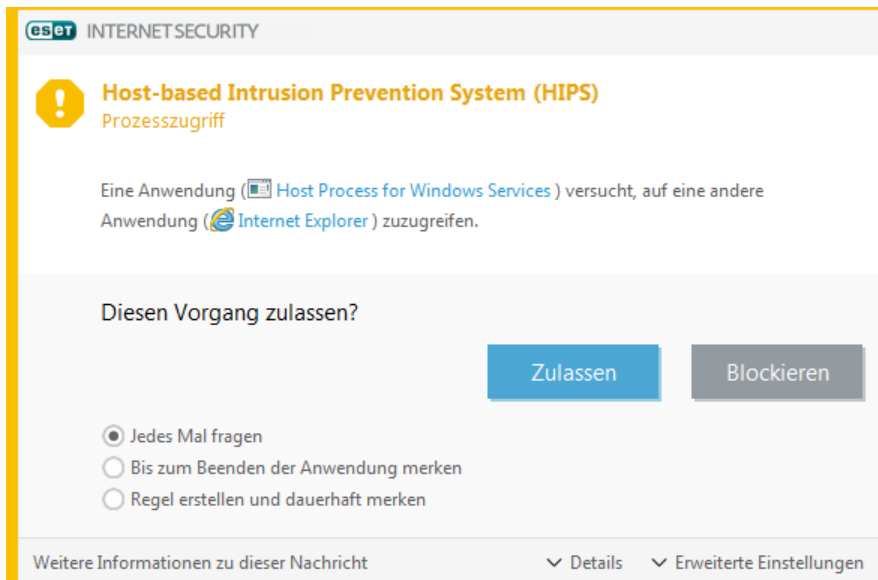 eset INTERNET SECURITY
Host-based Intrusion Prevention System (HIPS)
Prozesszugriff
Eine Anwendung ( Host Process for Windows Services ) versucht, auf eine andere
Anwendung ( Internet Explorer ) zuzugreifen.
Diesen Vorgang zulassen?
Zulassen Blockieren
Jedes Mal fragen
Bis zum Beenden der Anwendung merken
Regel erstellen und dauerhaft merken
Weitere Informationen zu dieser Nachricht Details Erweiterte Einstellungen